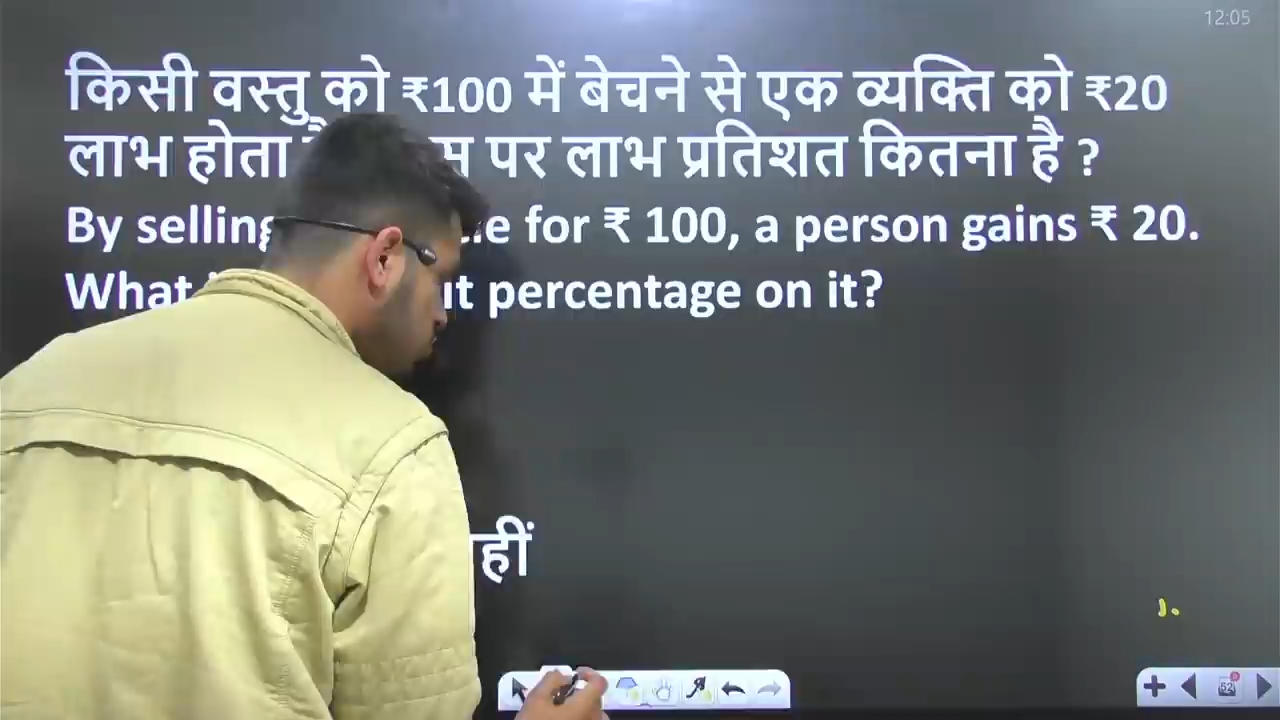 12:05
किसी वस्तु को ₹100 में बेचने से एक व्यक्ति को ₹20
लाभ होता पर लाभ प्रतिशत कितना है ?
By selling for ₹ 100, a person gains ₹ 20.
What percentage on it?
52